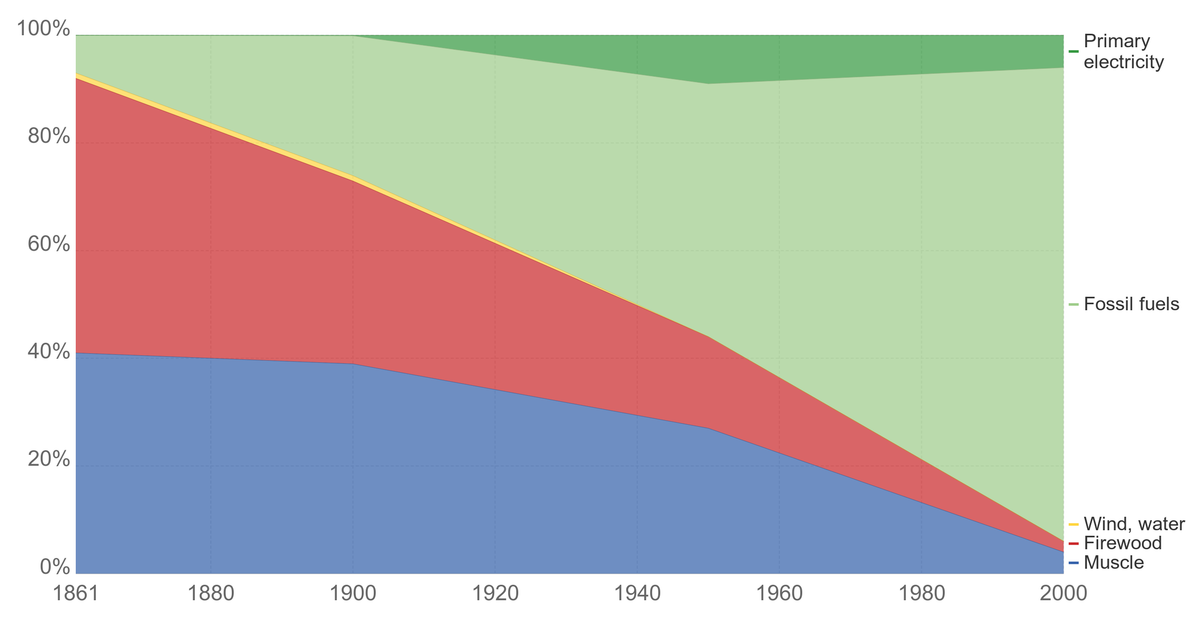 100%
80%
60%
40%
20%
0%
1861
1880
1900
1920
1940
1960
1980
2000
Primary
electricity
Fossil fuels
Wind, water
Firewood
Muscle